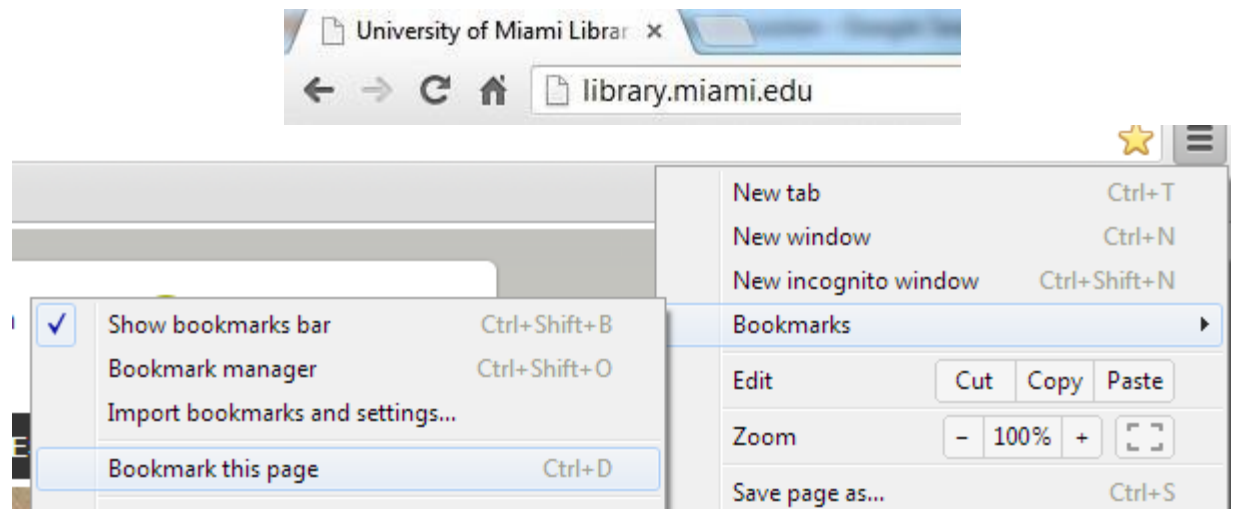 University of Miami Librar
library.miami.edu
New tab Ctrl+T
New window Ctrl+N
New incognito window Ctrl+Shift+N
Bookmarks
Edit Cut Copy Paste
Zoom - 100% +
Save page as... Ctrl+S
Show bookmarks bar Ctrl+Shift+B
Bookmark manager Ctrl+Shift+O
Import bookmarks and settings...
Bookmark this page Ctrl+D